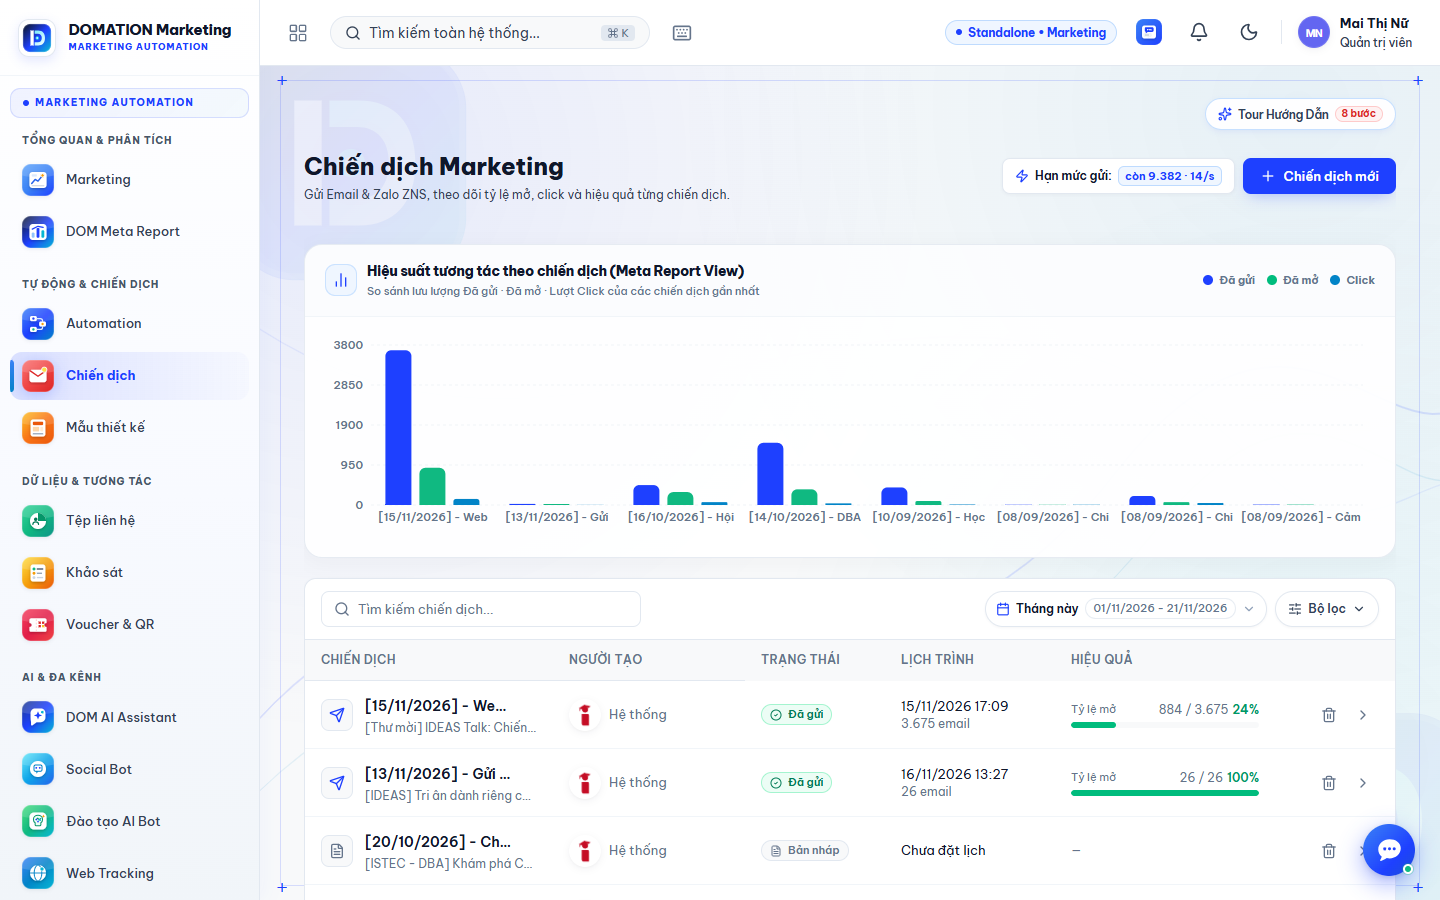 DOMATION Marketing
MARKETING AUTOMATION
Tìm kiếm toàn hệ thống...
⌘ K
Standalone • Marketing
MN
Mai Thị Nữ
Quản trị viên
MARKETING AUTOMATION
TỔNG QUAN & PHÂN TÍCH
Marketing
DOM Meta Report
TỰ ĐỘNG & CHIẾN DỊCH
Automation
Chiến dịch
Mẫu thiết kế
DỮ LIỆU & TƯƠNG TÁC
Tệp liên hệ
Khảo sát
Voucher & QR
AI & ĐA KÊNH
DOM AI Assistant
Social Bot
Đào tạo AI Bot
Web Tracking
Tour Hướng Dẫn
8 bước
Chiến dịch Marketing
Gửi Email & Zalo ZNS, theo dõi tỷ lệ mở, click và hiệu quả từng chiến dịch.
Hạn mức gửi: còn 9.382 · 14/s
Chiến dịch mới
Hiệu suất tương tác theo chiến dịch (Meta Report View)
So sánh lưu lượng Đã gửi · Đã mở · Lượt Click của các chiến dịch gần nhất
Đã gửi
Đã mở
Click
3800
2850
1900
950
0
[15/11/2026] - Web
[13/11/2026] - Gửi
[16/10/2026] - Hội
[14/10/2026] - DBA
[10/09/2026] - Học
[08/09/2026] - Chi
[08/09/2026] - Chi
[08/09/2026] - Cảm
Tìm kiếm chiến dịch...
Tháng này 01/11/2026 - 21/11/2026
Bộ lọc
CHIẾN DỊCH NGƯỜI TẠO TRẠNG THÁI LỊCH TRÌNH HIỆU QUẢ
[15/11/2026] - We...
[Thư mời] IDEAS Talk: Chiến...
Hệ thống
Đã gửi
15/11/2026 17:09
3.675 email
Tỷ lệ mở 884 / 3.675 24%
[13/11/2026] - Gửi ...
[IDEAS] Tri ân dành riêng c...
Hệ thống
Đã gửi
16/11/2026 13:27
26 email
Tỷ lệ mở 26 / 26 100%
[20/10/2026] - Ch...
[ISTEC - DBA] Khám phá C...
Hệ thống
Bản nháp
Chưa đặt lịch
–